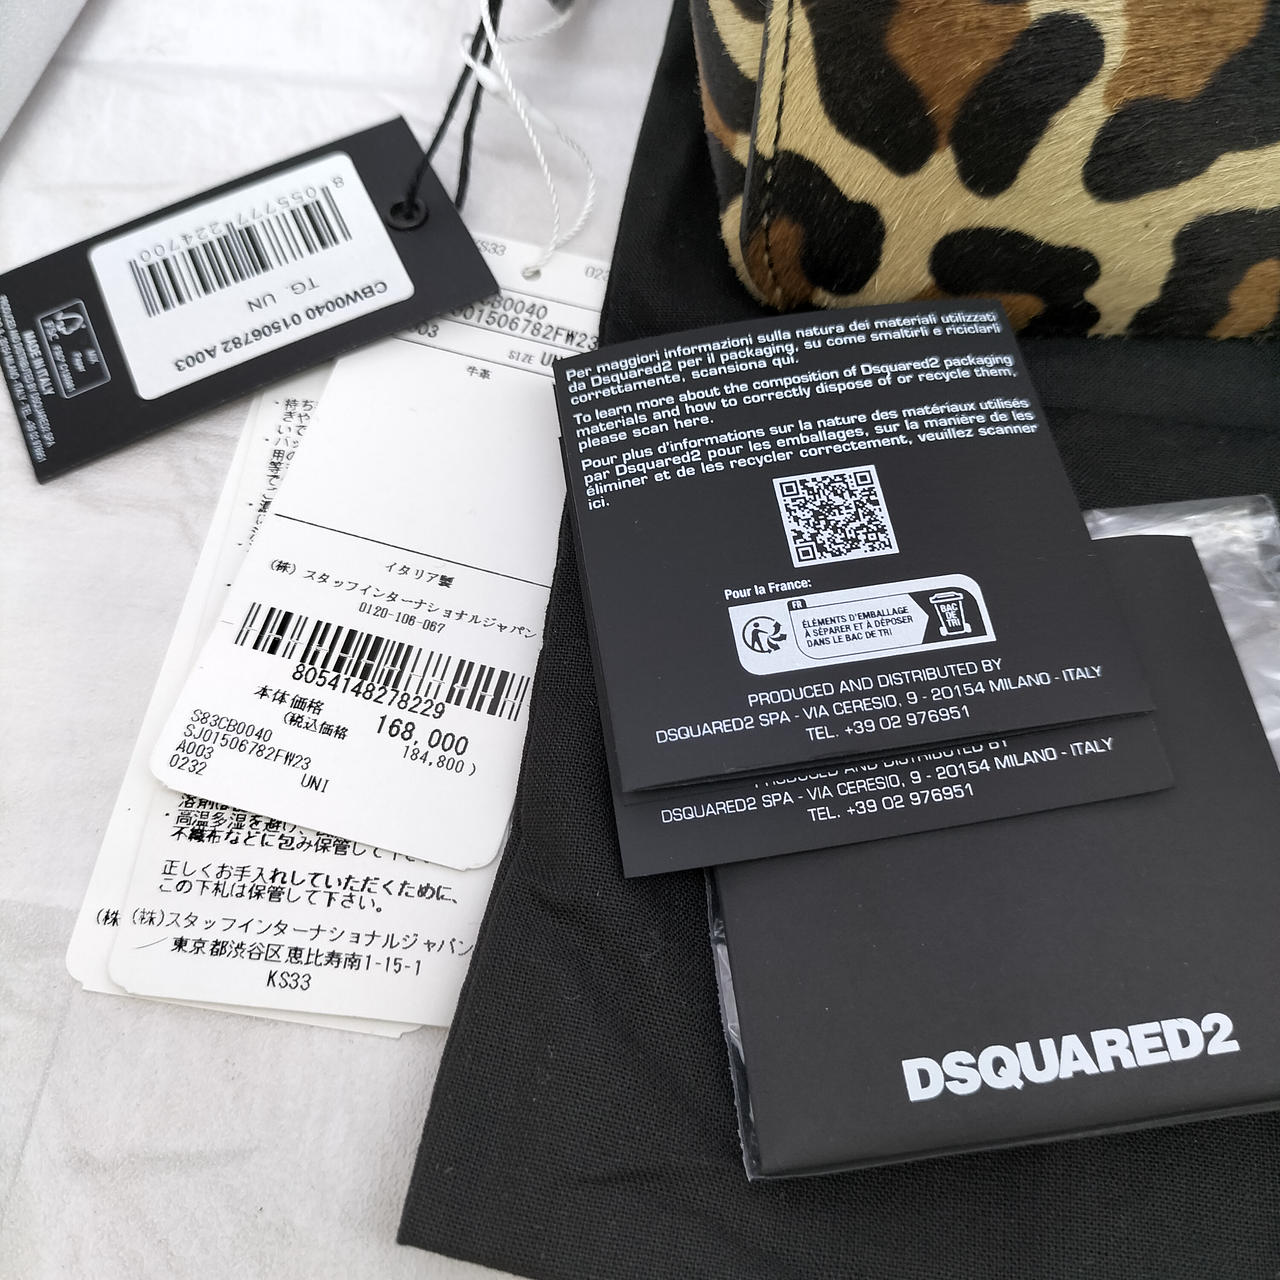 8 055777 224700
TG. UN
CBW00040 01506782 A003
MADE IN ITALY
KS33
CB0040
01506782FW23
003
SIZE UN
牛革
イタリア製
(株) スタッフインターナショナルジャパン
0120-106-067
8054148278229
本体価格 168,000
(税込価格 184,800)
S83CB0040
SJ01506782FW23
A003
0232
UNI
・高温多湿を避け、
不織布などに包み保管して下さい
正しくお手入れしていただくために、
この下札は保管して下さい。
(株 (株)スタッフインターナショナルジャパン
東京都渋谷区恵比寿南1-15-1
KS33
Per maggiori informazioni sulla natura dei materiali utilizzati
da Dsquared2 per il packaging, su come smaltirli e riciclarli
correttamente, scansiona qui.
To learn more about the composition of Dsquared2 packaging
materials and how to correctly dispose of or recycle them,
please scan here.
Pour plus d'informations sur la nature des matériaux utilisés
par Dsquared2 pour les emballages, sur la manière de les
éliminer et de les recycler correctement, veuillez scanner
ici.
Pour la France:
FR
ÉLÉMENTS D'EMBALLAGE
À SÉPARER ET À DÉPOSER
DANS LE BAC DE TRI
BAC
DE
TRI
PRODUCED AND DISTRIBUTED BY
DSQUARED2 SPA - VIA CERESIO, 9 - 20154 MILANO - ITALY
TEL. +39 02 976951
PRODUCED AND DISTRIBUTED BY
DSQUARED2 SPA - VIA CERESIO, 9 - 20154 MILANO - ITALY
TEL. +39 02 976951
DSQUARED2